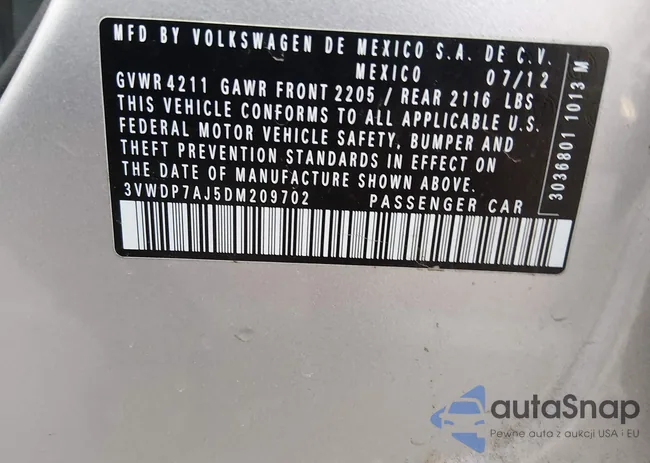 MFD BY VOLKSWAGEN DE MEXICO S.A. DE C.V.
MEXICO 07/12
GVWR 4211 GAWR FRONT 2205 / REAR 2116 LBS
THIS VEHICLE CONFORMS TO ALL APPLICABLE U.S.
FEDERAL MOTOR VEHICLE SAFETY, BUMPER AND
THEFT PREVENTION STANDARDS IN EFFECT ON
THE DATE OF MANUFACTURE SHOWN ABOVE.
3VWDP7AJ5DM209702 PASSENGER CAR
3036801 1013 M
autaSnap
Pewne auta z aukcji USA i EU